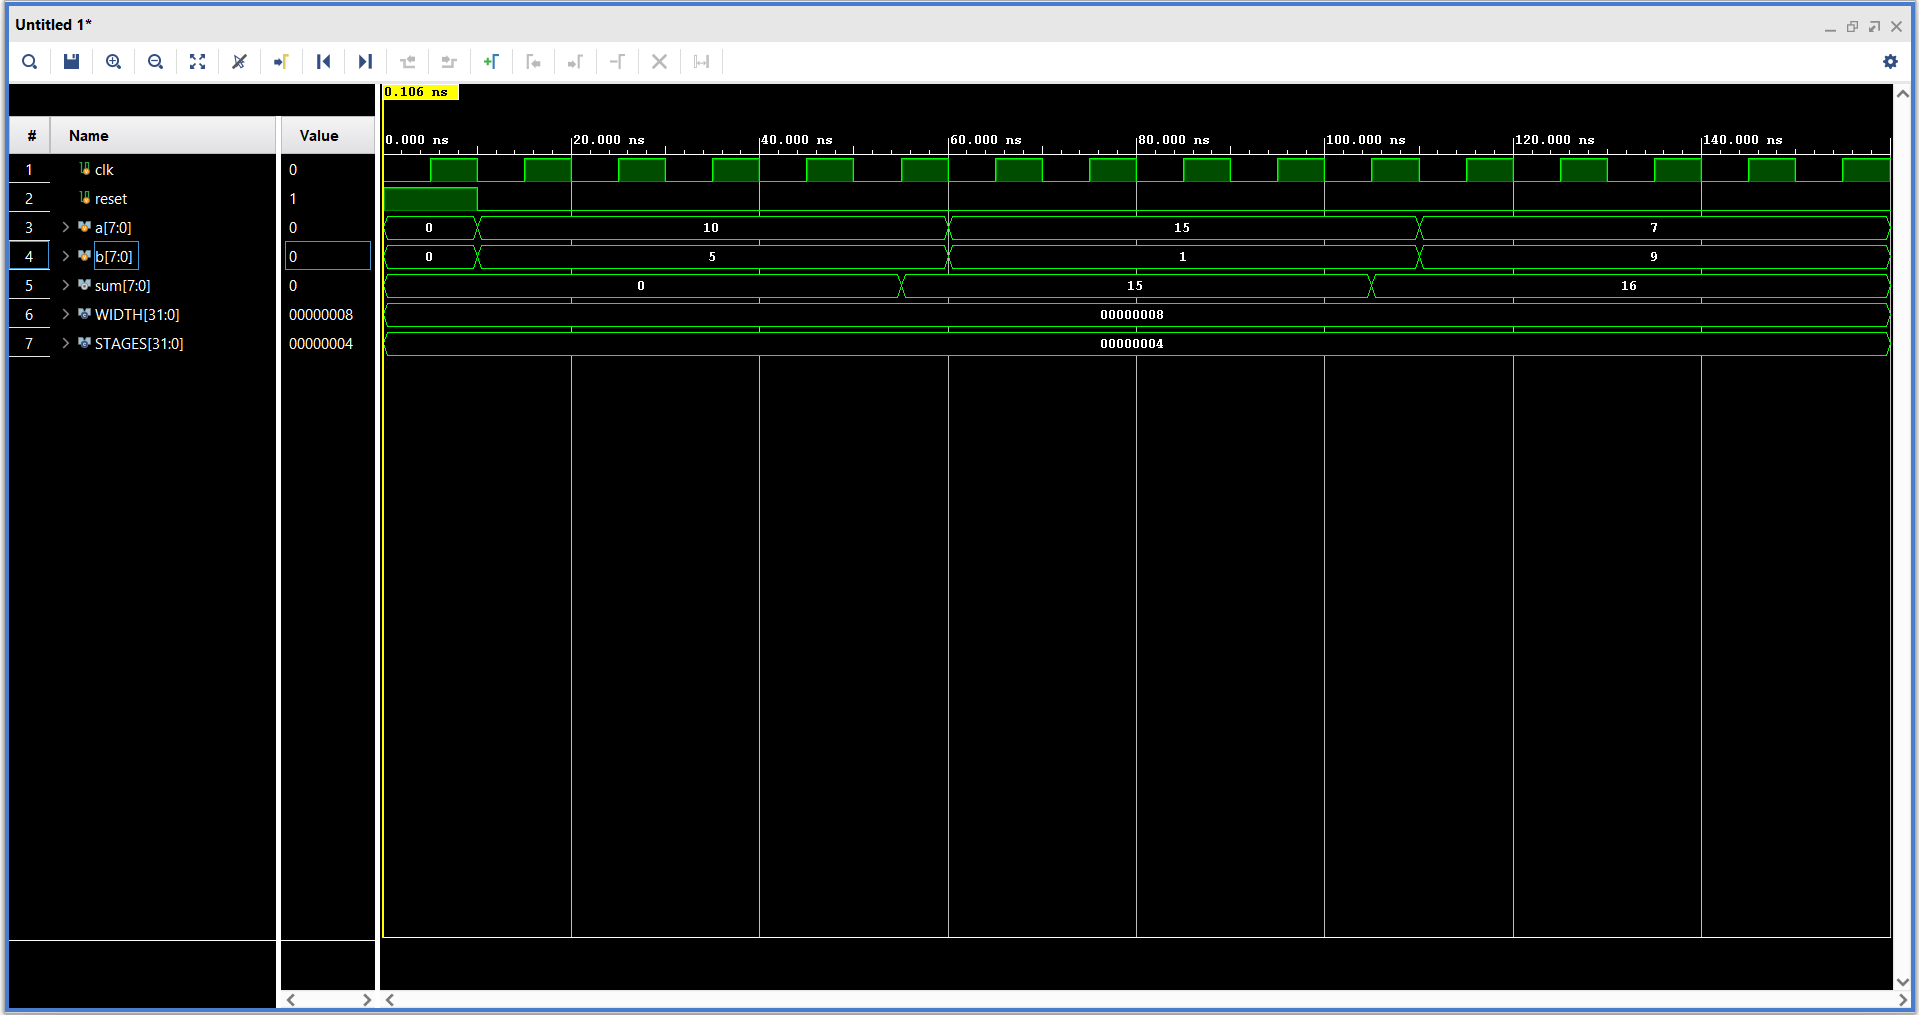 Untitled 1*
0.106 ns
# Name Value
0.000 ns 20.000 ns 40.000 ns 60.000 ns 80.000 ns 100.000 ns 120.000 ns 140.000 ns
1 clk 0
2 reset 1
3 a[7:0] 0 0 10 15 7
4 b[7:0] 0 0 5 1 9
5 sum[7:0] 0 0 15 16
6 WIDTH[31:0] 00000008 00000008
7 STAGES[31:0] 00000004 00000004